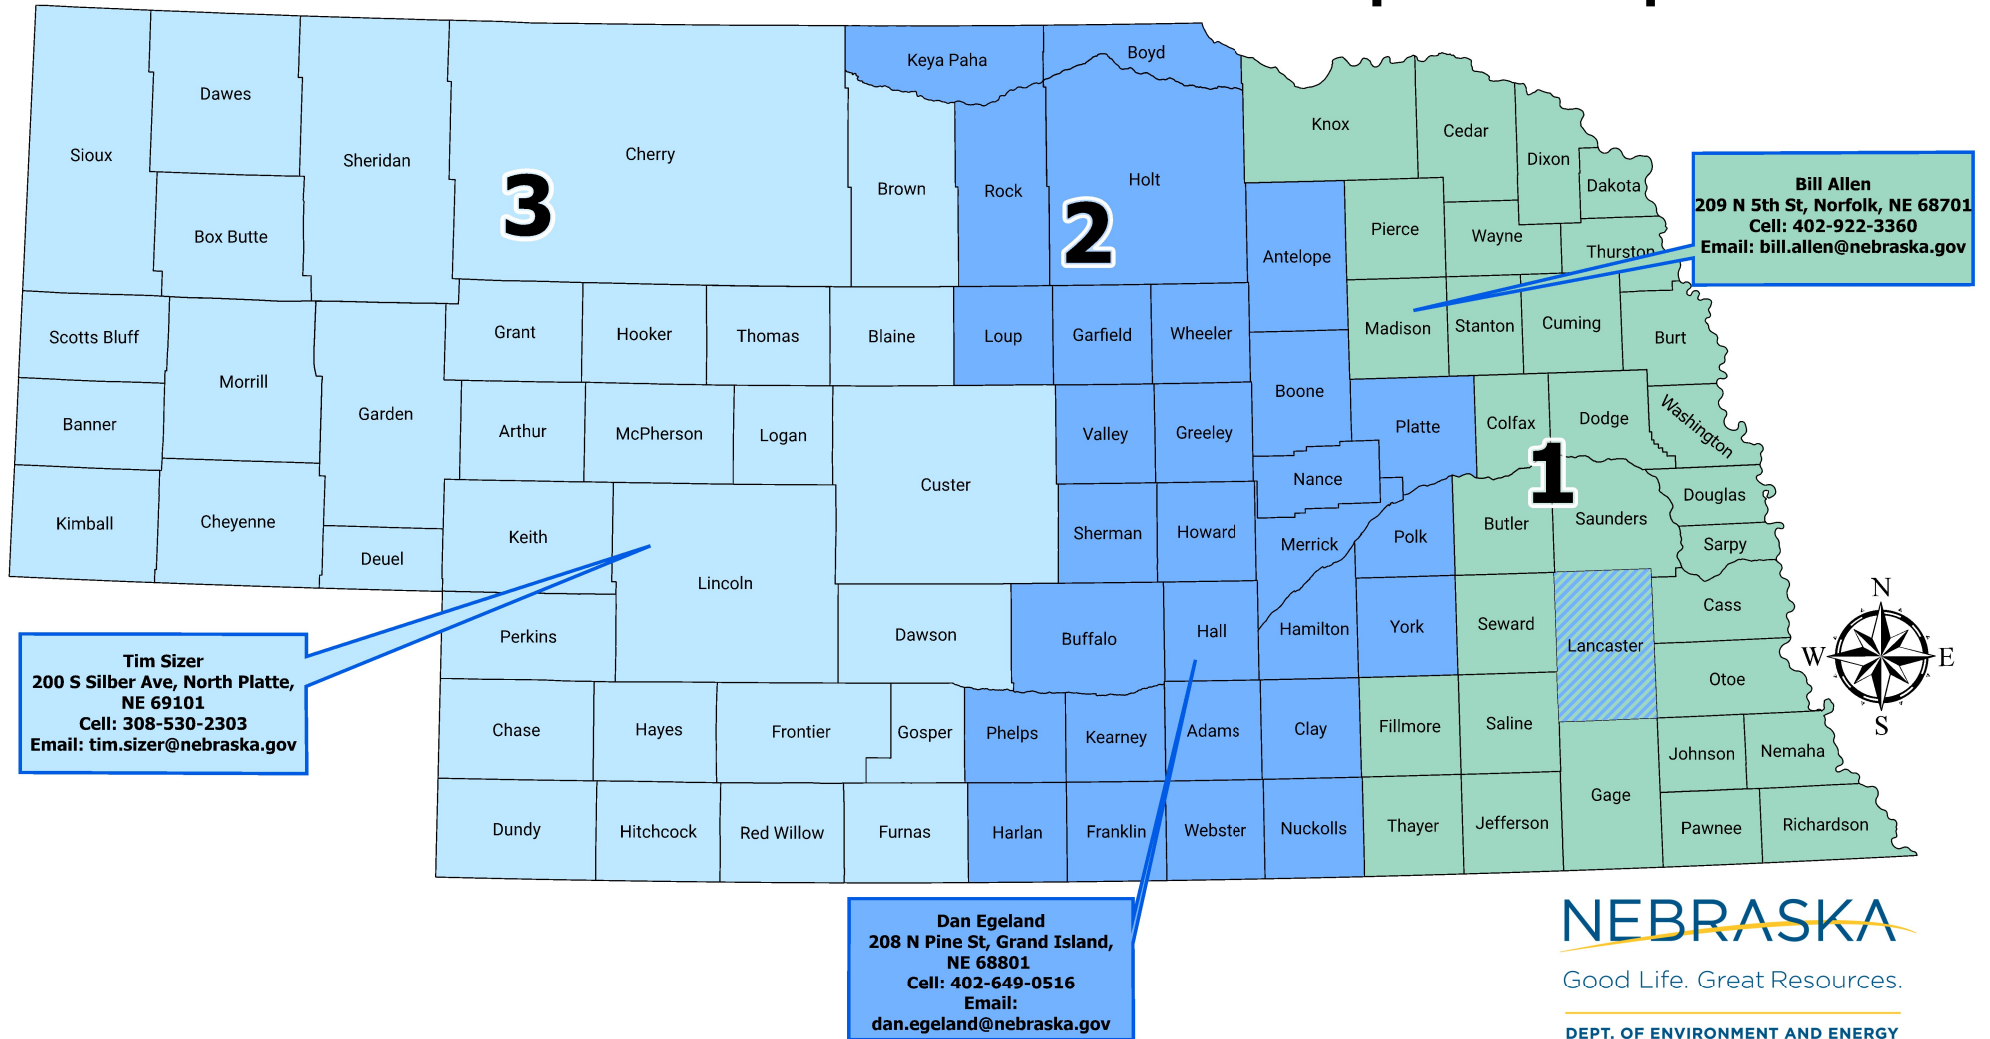 Keya Paha
Boyd
Dawes
Sioux
Sheridan
Cherry
Knox
Cedar
Dixon
Dakota
Brown
Rock
Holt
3
2
Box Butte
Pierce
Wayne
Thurston
Antelope
Bill Allen
209 N 5th St, Norfolk, NE 68701
Cell: 402-922-3360
Email: bill.allen@nebraska.gov
Scotts Bluff
Grant
Hooker
Thomas
Blaine
Loup
Garfield
Wheeler
Madison
Stanton
Cuming
Burt
Morrill
Garden
Boone
Banner
Arthur
McPherson
Logan
Valley
Greeley
Platte
Colfax
Dodge
Washington
1
Custer
Nance
Douglas
Kimball
Cheyenne
Keith
Sherman
Howard
Merrick
Polk
Butler
Saunders
Sarpy
Deuel
Lincoln
Cass
Perkins
Dawson
Buffalo
Hall
Hamilton
York
Seward
Lancaster
Otoe
N
W
E
S
Tim Sizer
200 S Silber Ave, North Platte,
NE 69101
Cell: 308-530-2303
Email: tim.sizer@nebraska.gov
Chase
Hayes
Frontier
Gosper
Phelps
Kearney
Adams
Clay
Fillmore
Saline
Johnson
Nemaha
Gage
Dundy
Hitchcock
Red Willow
Furnas
Harlan
Franklin
Webster
Nuckolls
Thayer
Jefferson
Pawnee
Richardson
Dan Egeland
208 N Pine St, Grand Island,
NE 68801
Cell: 402-649-0516
Email:
dan.egeland@nebraska.gov
NEBRASKA
Good Life. Great Resources.
DEPT. OF ENVIRONMENT AND ENERGY